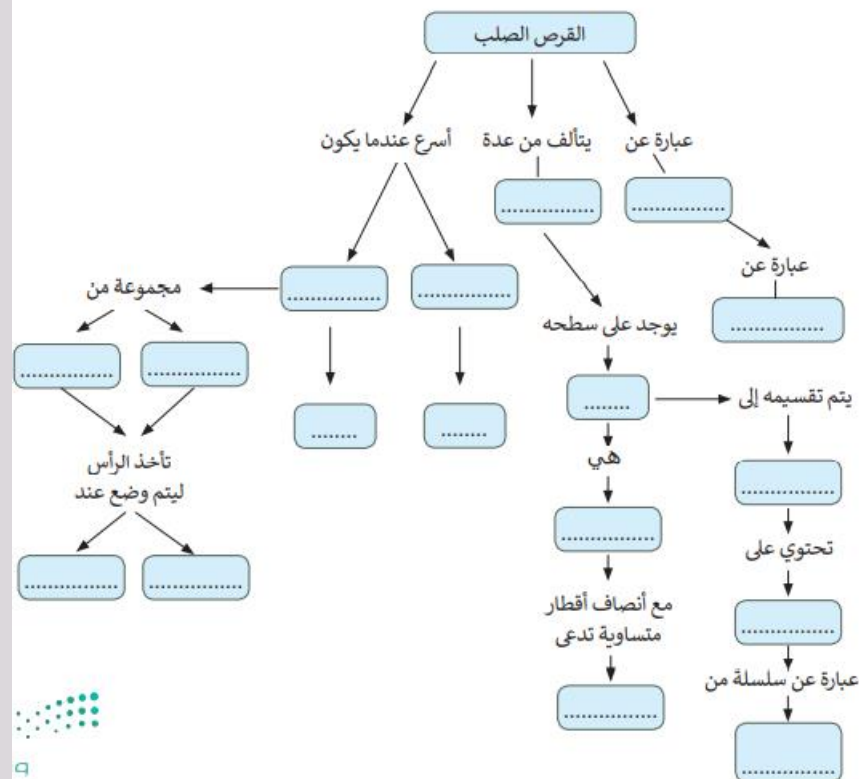 القرص الصلب
عبارة عن
يتألف من عدة
أسرع عندما يكون
...............
...............
عبارة عن
...............
يوجد على سطحه
...............
...............
مجموعة من
...............
...............
........
يتم تقسيمه إلى
........
........
هي
...............
...............
تأخذ الرأس
ليتم وضع عند
تحتوي على
...............
...............
...............
...............
مع أنصاف أقطار
متساوية تدعى
عبارة عن سلسلة من
...............
...............
و